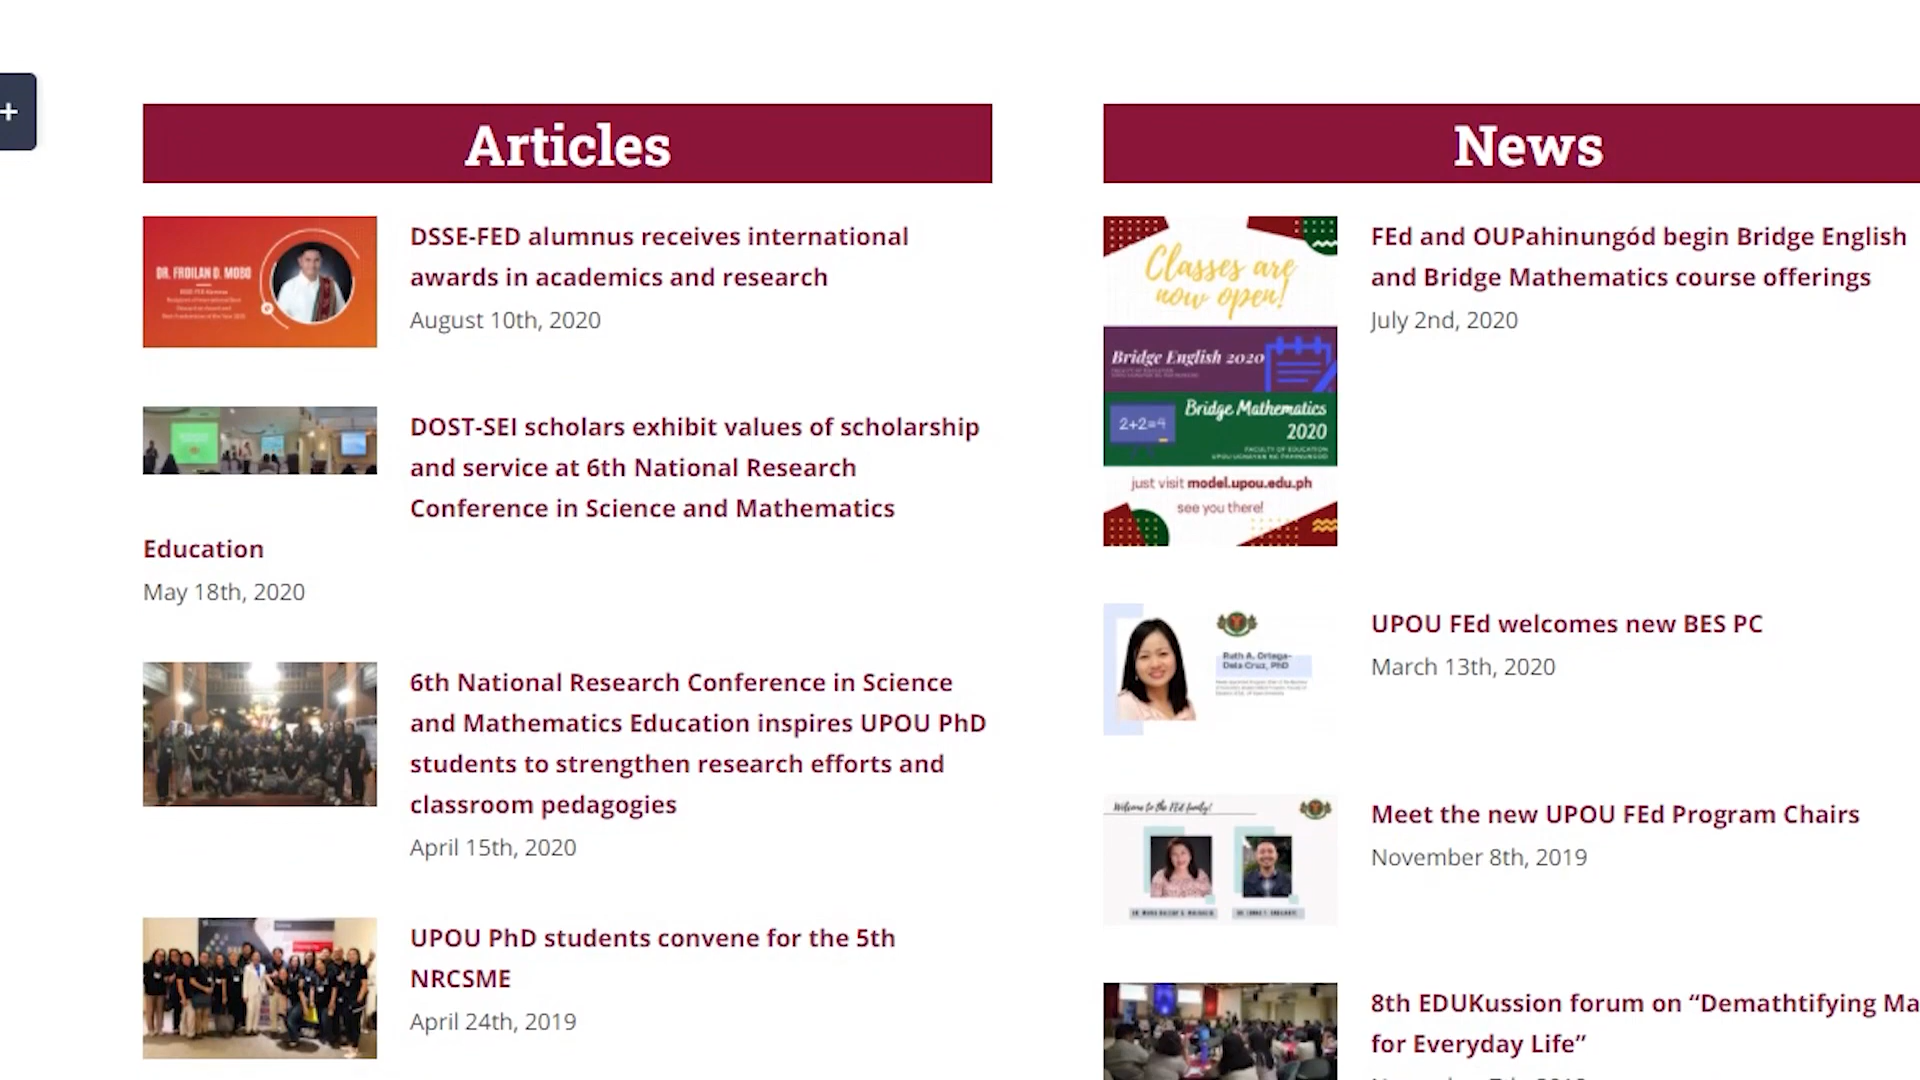 +
Articles
DR. FROILAN D. MOBO
DSSE-FED alumnus receives international
awards in academics and research
August 10th, 2020
DOST-SEI scholars exhibit values of scholarship
and service at 6th National Research
Conference in Science and Mathematics
Education
May 18th, 2020
6th National Research Conference in Science
and Mathematics Education inspires UPOU PhD
students to strengthen research efforts and
classroom pedagogies
April 15th, 2020
UPOU PhD students convene for the 5th
NRCSME
April 24th, 2019
News
Classes are
now open!
Bridge English 2020
2+2=4
Bridge Mathematics
2020
FACULTY OF EDUCATION
just visit model.upou.edu.ph
see you there!
FEd and OUPahinungód begin Bridge English
and Bridge Mathematics course offerings
July 2nd, 2020
Ruth A. Ortega-
Dela Cruz, PhD
UPOU FEd welcomes new BES PC
March 13th, 2020
Welcome to the FEd family!
Meet the new UPOU FEd Program Chairs
November 8th, 2019
8th EDUKussion forum on “Demathtifying Ma
for Everyday Life”